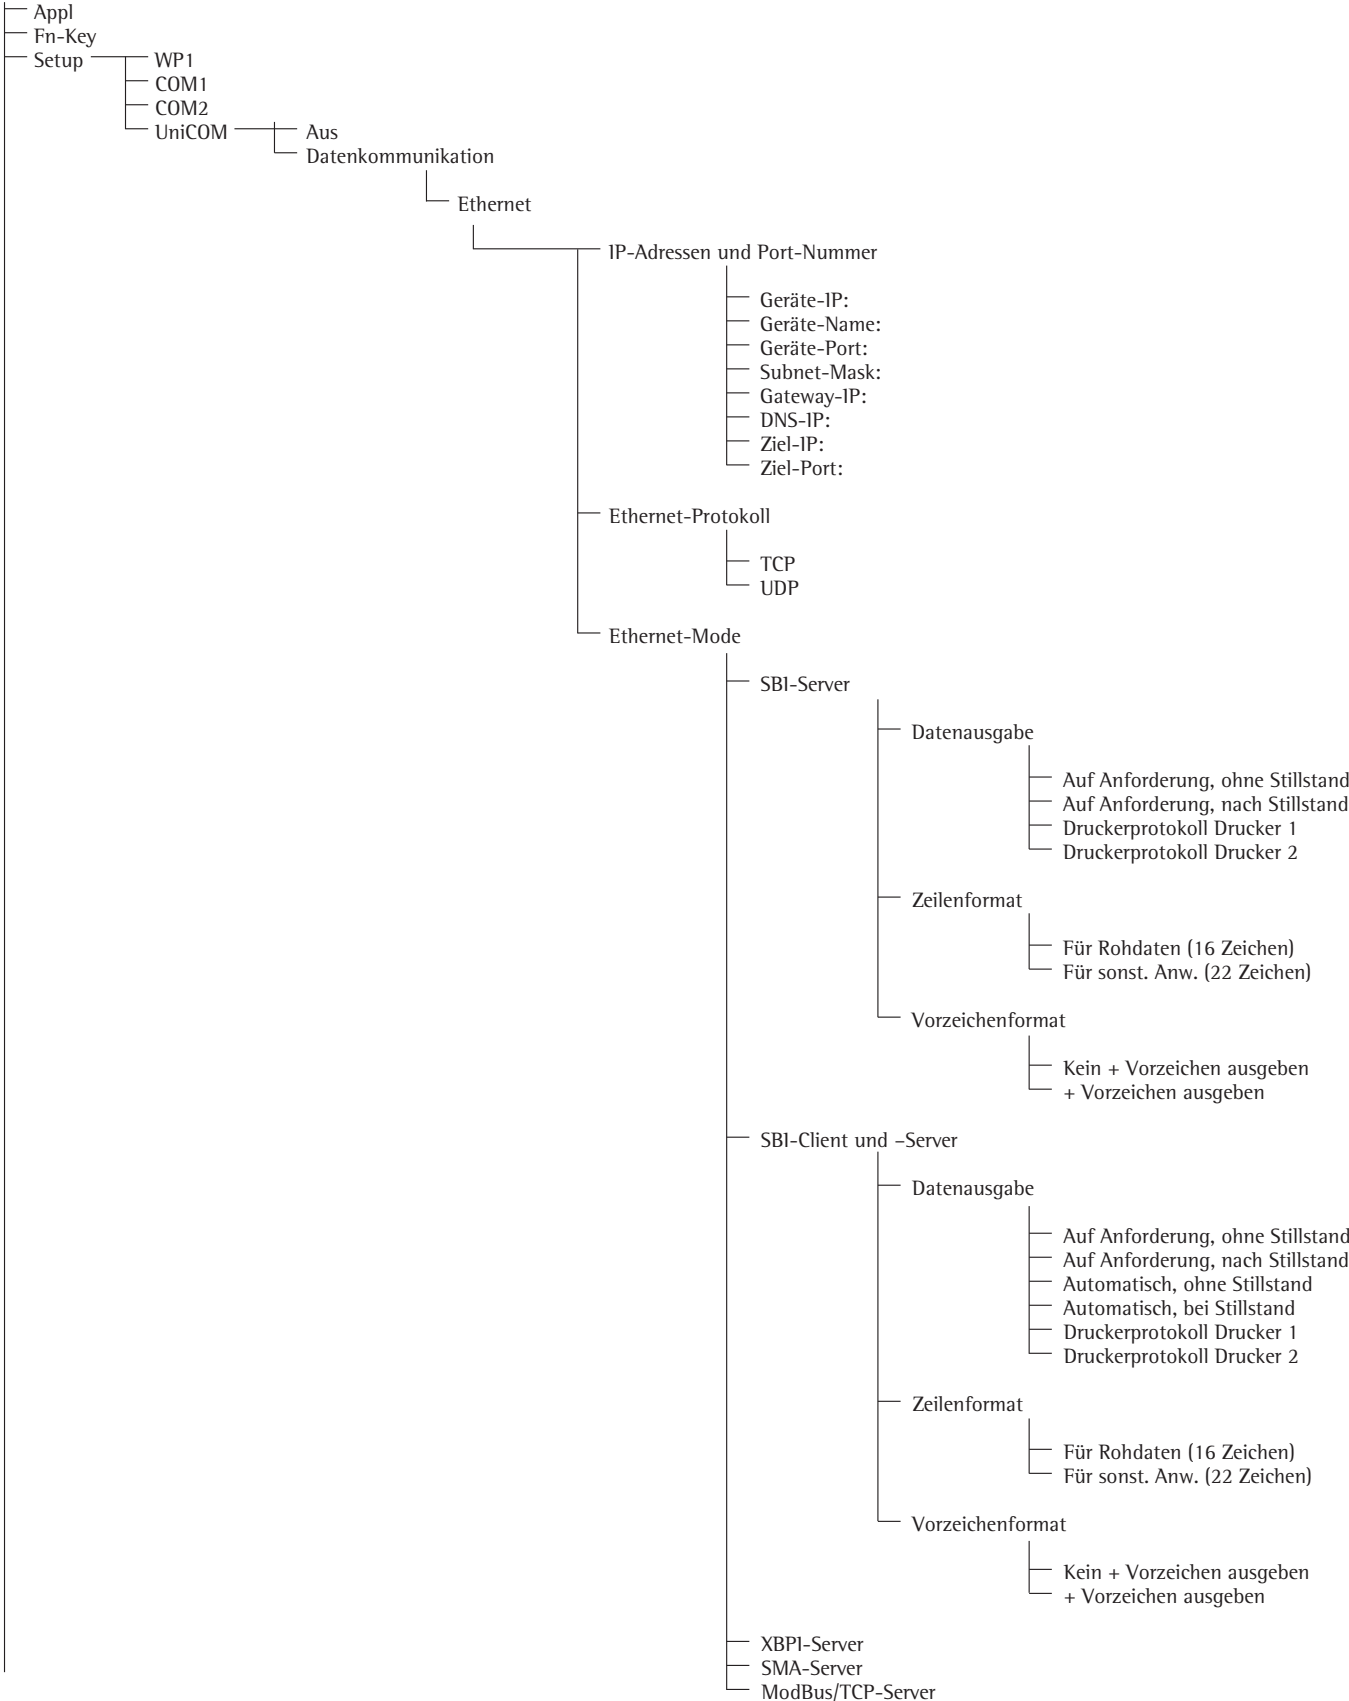 Appl
Fn-Key
Setup WP1
COM1
COM2
UniCOM Aus
Datenkommunikation
Ethernet
IP-Adressen und Port-Nummer
Geräte-IP:
Geräte-Name:
Geräte-Port:
Subnet-Mask:
Gateway-IP:
DNS-IP:
Ziel-IP:
Ziel-Port:
Ethernet-Protokoll
TCP
UDP
Ethernet-Mode
SBI-Server
Datenausgabe
Auf Anforderung, ohne Stillstand
Auf Anforderung, nach Stillstand
Druckerprotokoll Drucker 1
Druckerprotokoll Drucker 2
Zeilenformat
Für Rohdaten (16 Zeichen)
Für sonst. Anw. (22 Zeichen)
Vorzeichenformat
Kein + Vorzeichen ausgeben
+ Vorzeichen ausgeben
SBI-Client und –Server
Datenausgabe
Auf Anforderung, ohne Stillstand
Auf Anforderung, nach Stillstand
Automatisch, ohne Stillstand
Automatisch, bei Stillstand
Druckerprotokoll Drucker 1
Druckerprotokoll Drucker 2
Zeilenformat
Für Rohdaten (16 Zeichen)
Für sonst. Anw. (22 Zeichen)
Vorzeichenformat
Kein + Vorzeichen ausgeben
+ Vorzeichen ausgeben
XBPI-Server
SMA-Server
ModBus/TCP-Server